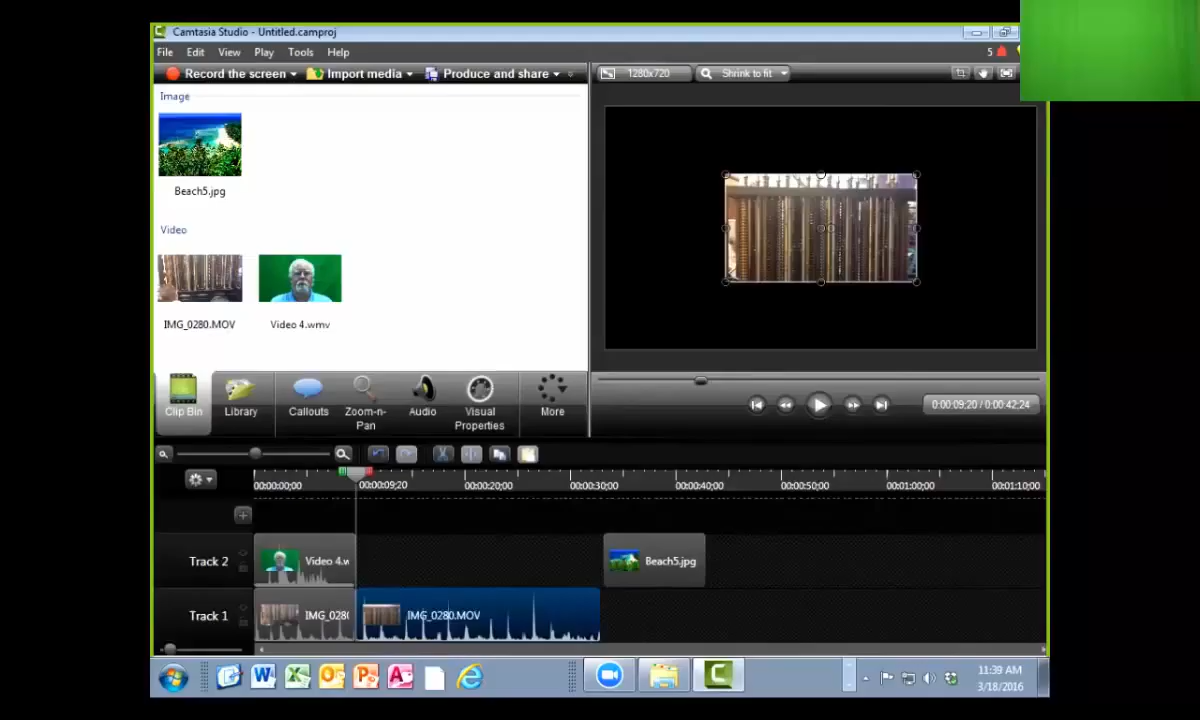 Camtasia Studio - Untitled.camproj
File Edit View Play Tools Help 5
Record the screen Import media Produce and share 1280x720 Shrink to fit
Image
Beach5.jpg
Video
IMG_0280.MOV Video 4.wmv
Clip Bin Library Callouts Zoom-n-Pan Audio Visual Properties More
0:00:09;20 / 0:00:42;24
00:00:00;00 00:00:09;20 00:00:20;00 00:00:30;00 00:00:40;00 00:00:50;00 00:01:00;00 00:01:10;00
Track 2 Video 4.w Beach5.jpg
Track 1 IMG_028( IMG_0280.MOV
11:39 AM
3/18/2016